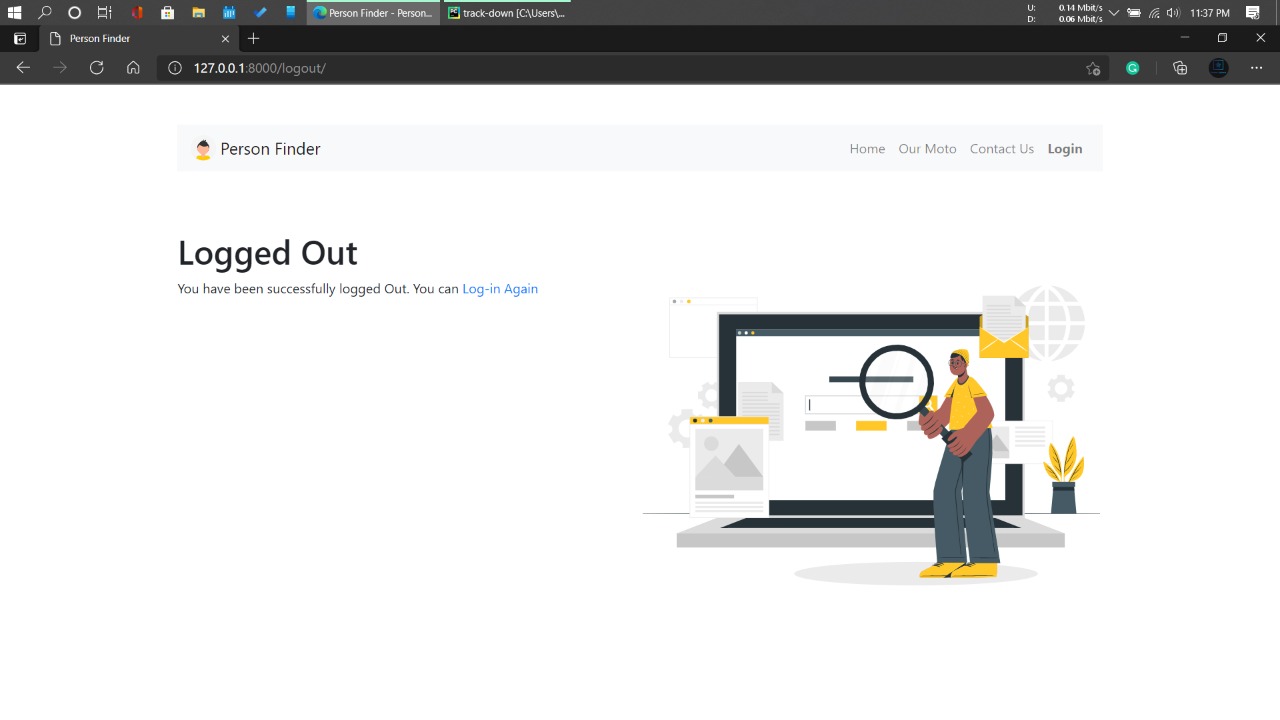 Person Finder - Person...
track-down [C:\Users\...
U: 0.14 Mbit/s
D: 0.06 Mbit/s
11:37 PM
Person Finder
127.0.0.1:8000/logout/
Person Finder
Home Our Moto Contact Us Login
Logged Out
You have been successfully logged Out. You can Log-in Again